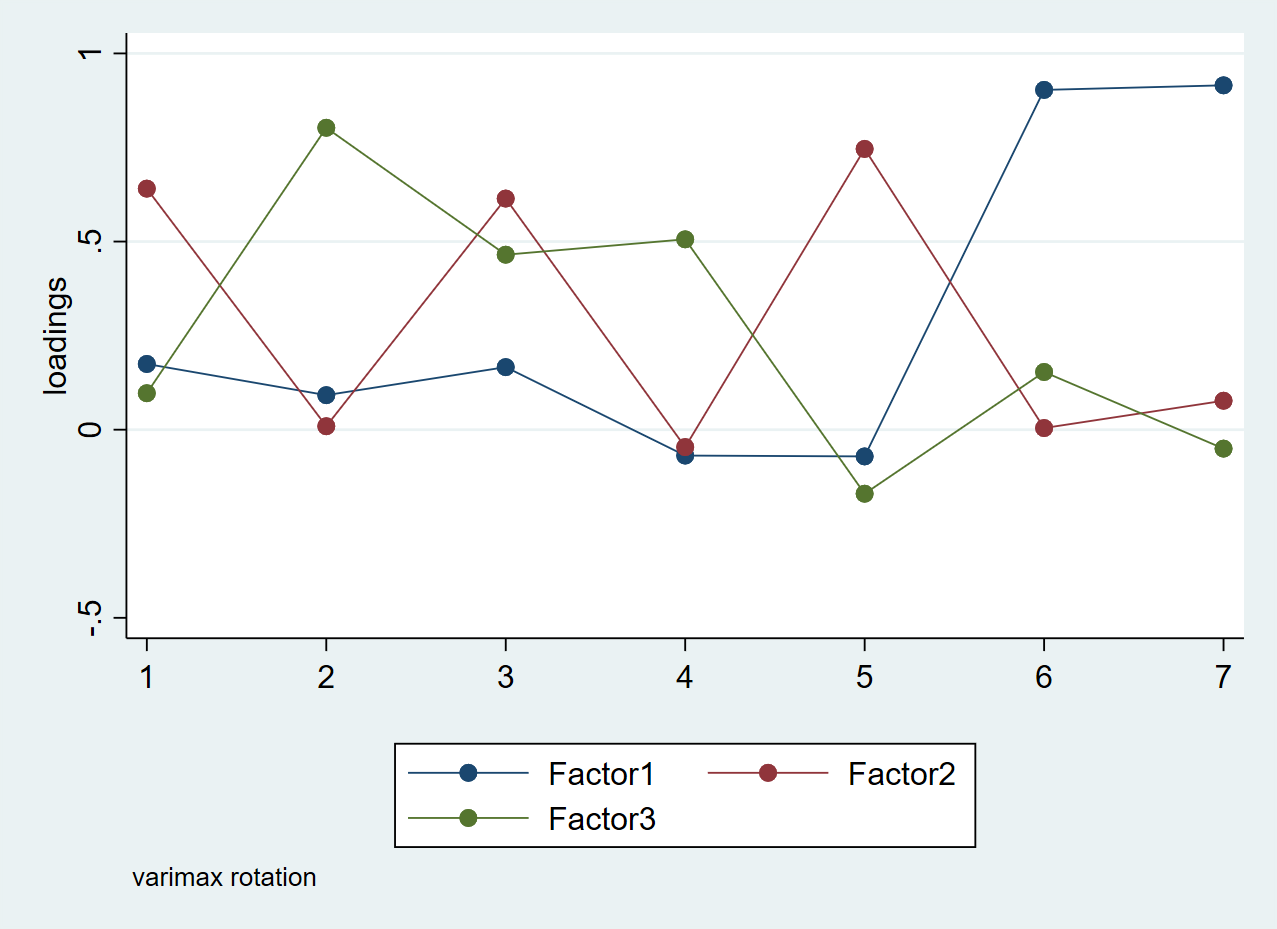 1
.5
0
-.5
loadings
1 2 3 4 5 6 7
Factor1 Factor2
Factor3
varimax rotation